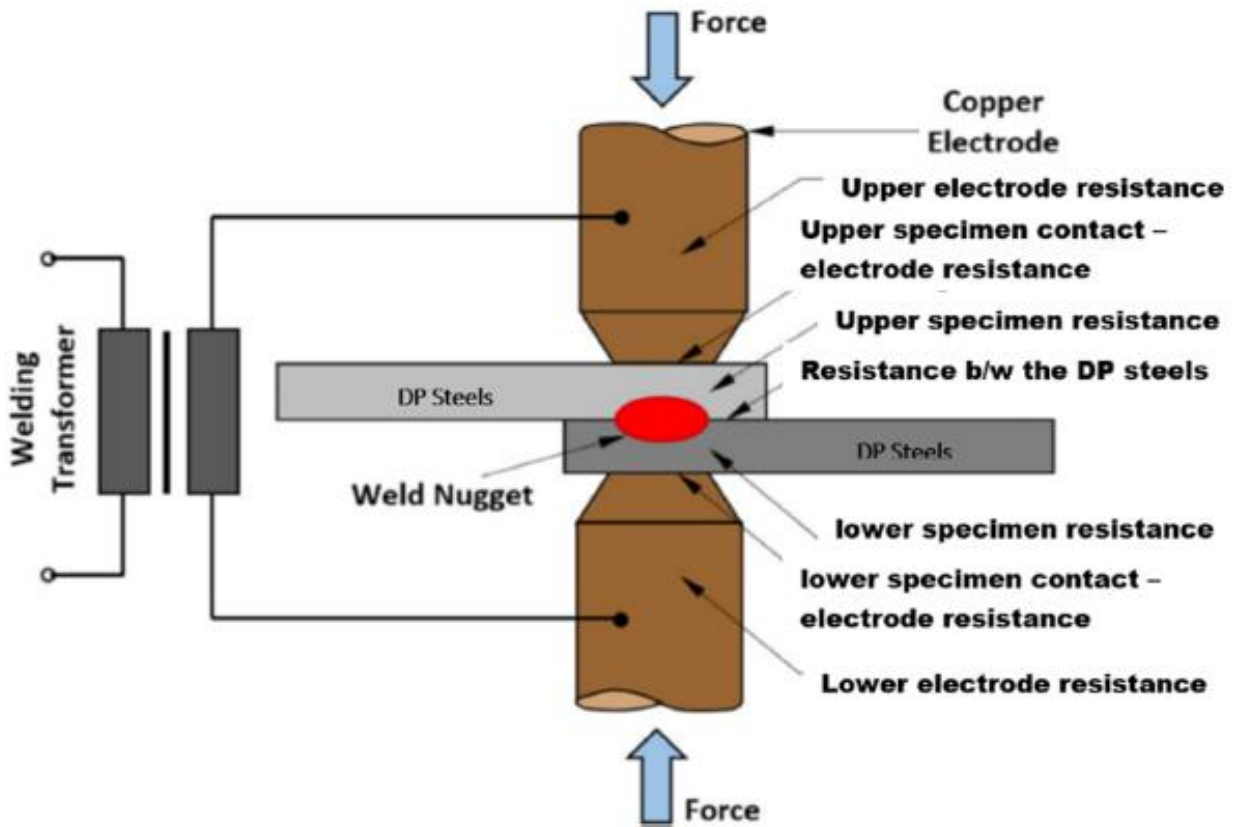 Force
Copper
Electrode
Upper electrode resistance
Upper specimen contact –
electrode resistance
Upper specimen resistance
Resistance b/w the DP steels
DP Steels
DP Steels
Welding
Transformer
Weld Nugget
lower specimen resistance
lower specimen contact –
electrode resistance
Lower electrode resistance
Force